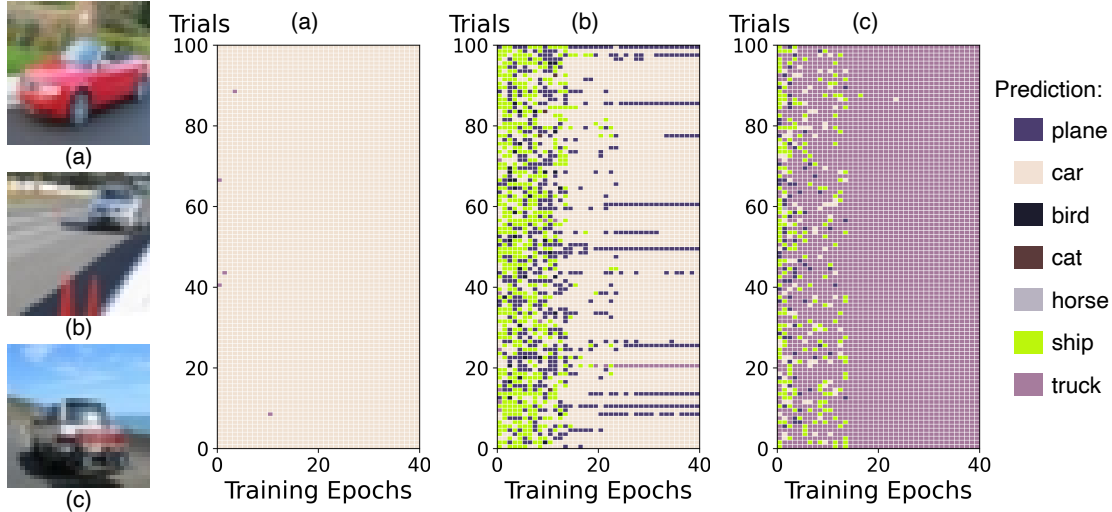 Trials (a) (b) Trials (c)
(a)
(b)
(c)
100
80
60
40
20
0
0 20 40
Training Epochs
100
80
60
40
20
0
0 20 40
Training Epochs
100
80
60
40
20
0
0 20 40
Training Epochs
Prediction:
plane
car
bird
cat
horse
ship
truck